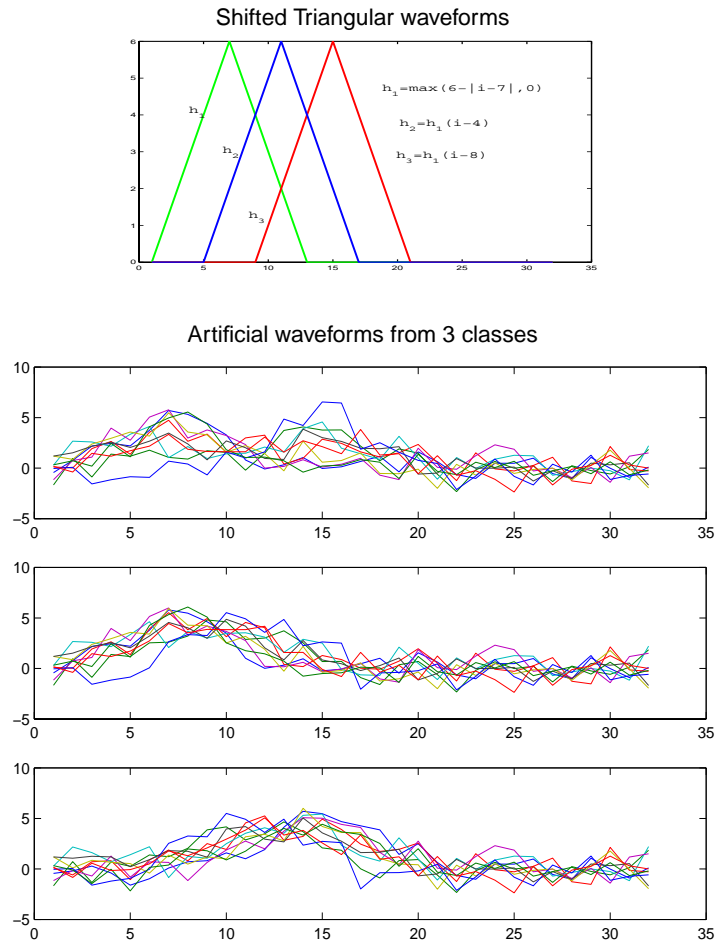 Shifted Triangular waveforms
6
5
4
3
2
1
0
h1
h2
h3
h1=max(6-|i-7|,0)
h2=h1(i-4)
h3=h1(i-8)
0 5 10 15 20 25 30 35
Artificial waveforms from 3 classes
10
5
0
-5
0 5 10 15 20 25 30 35
10
5
0
-5
0 5 10 15 20 25 30 35
10
5
0
-5
0 5 10 15 20 25 30 35